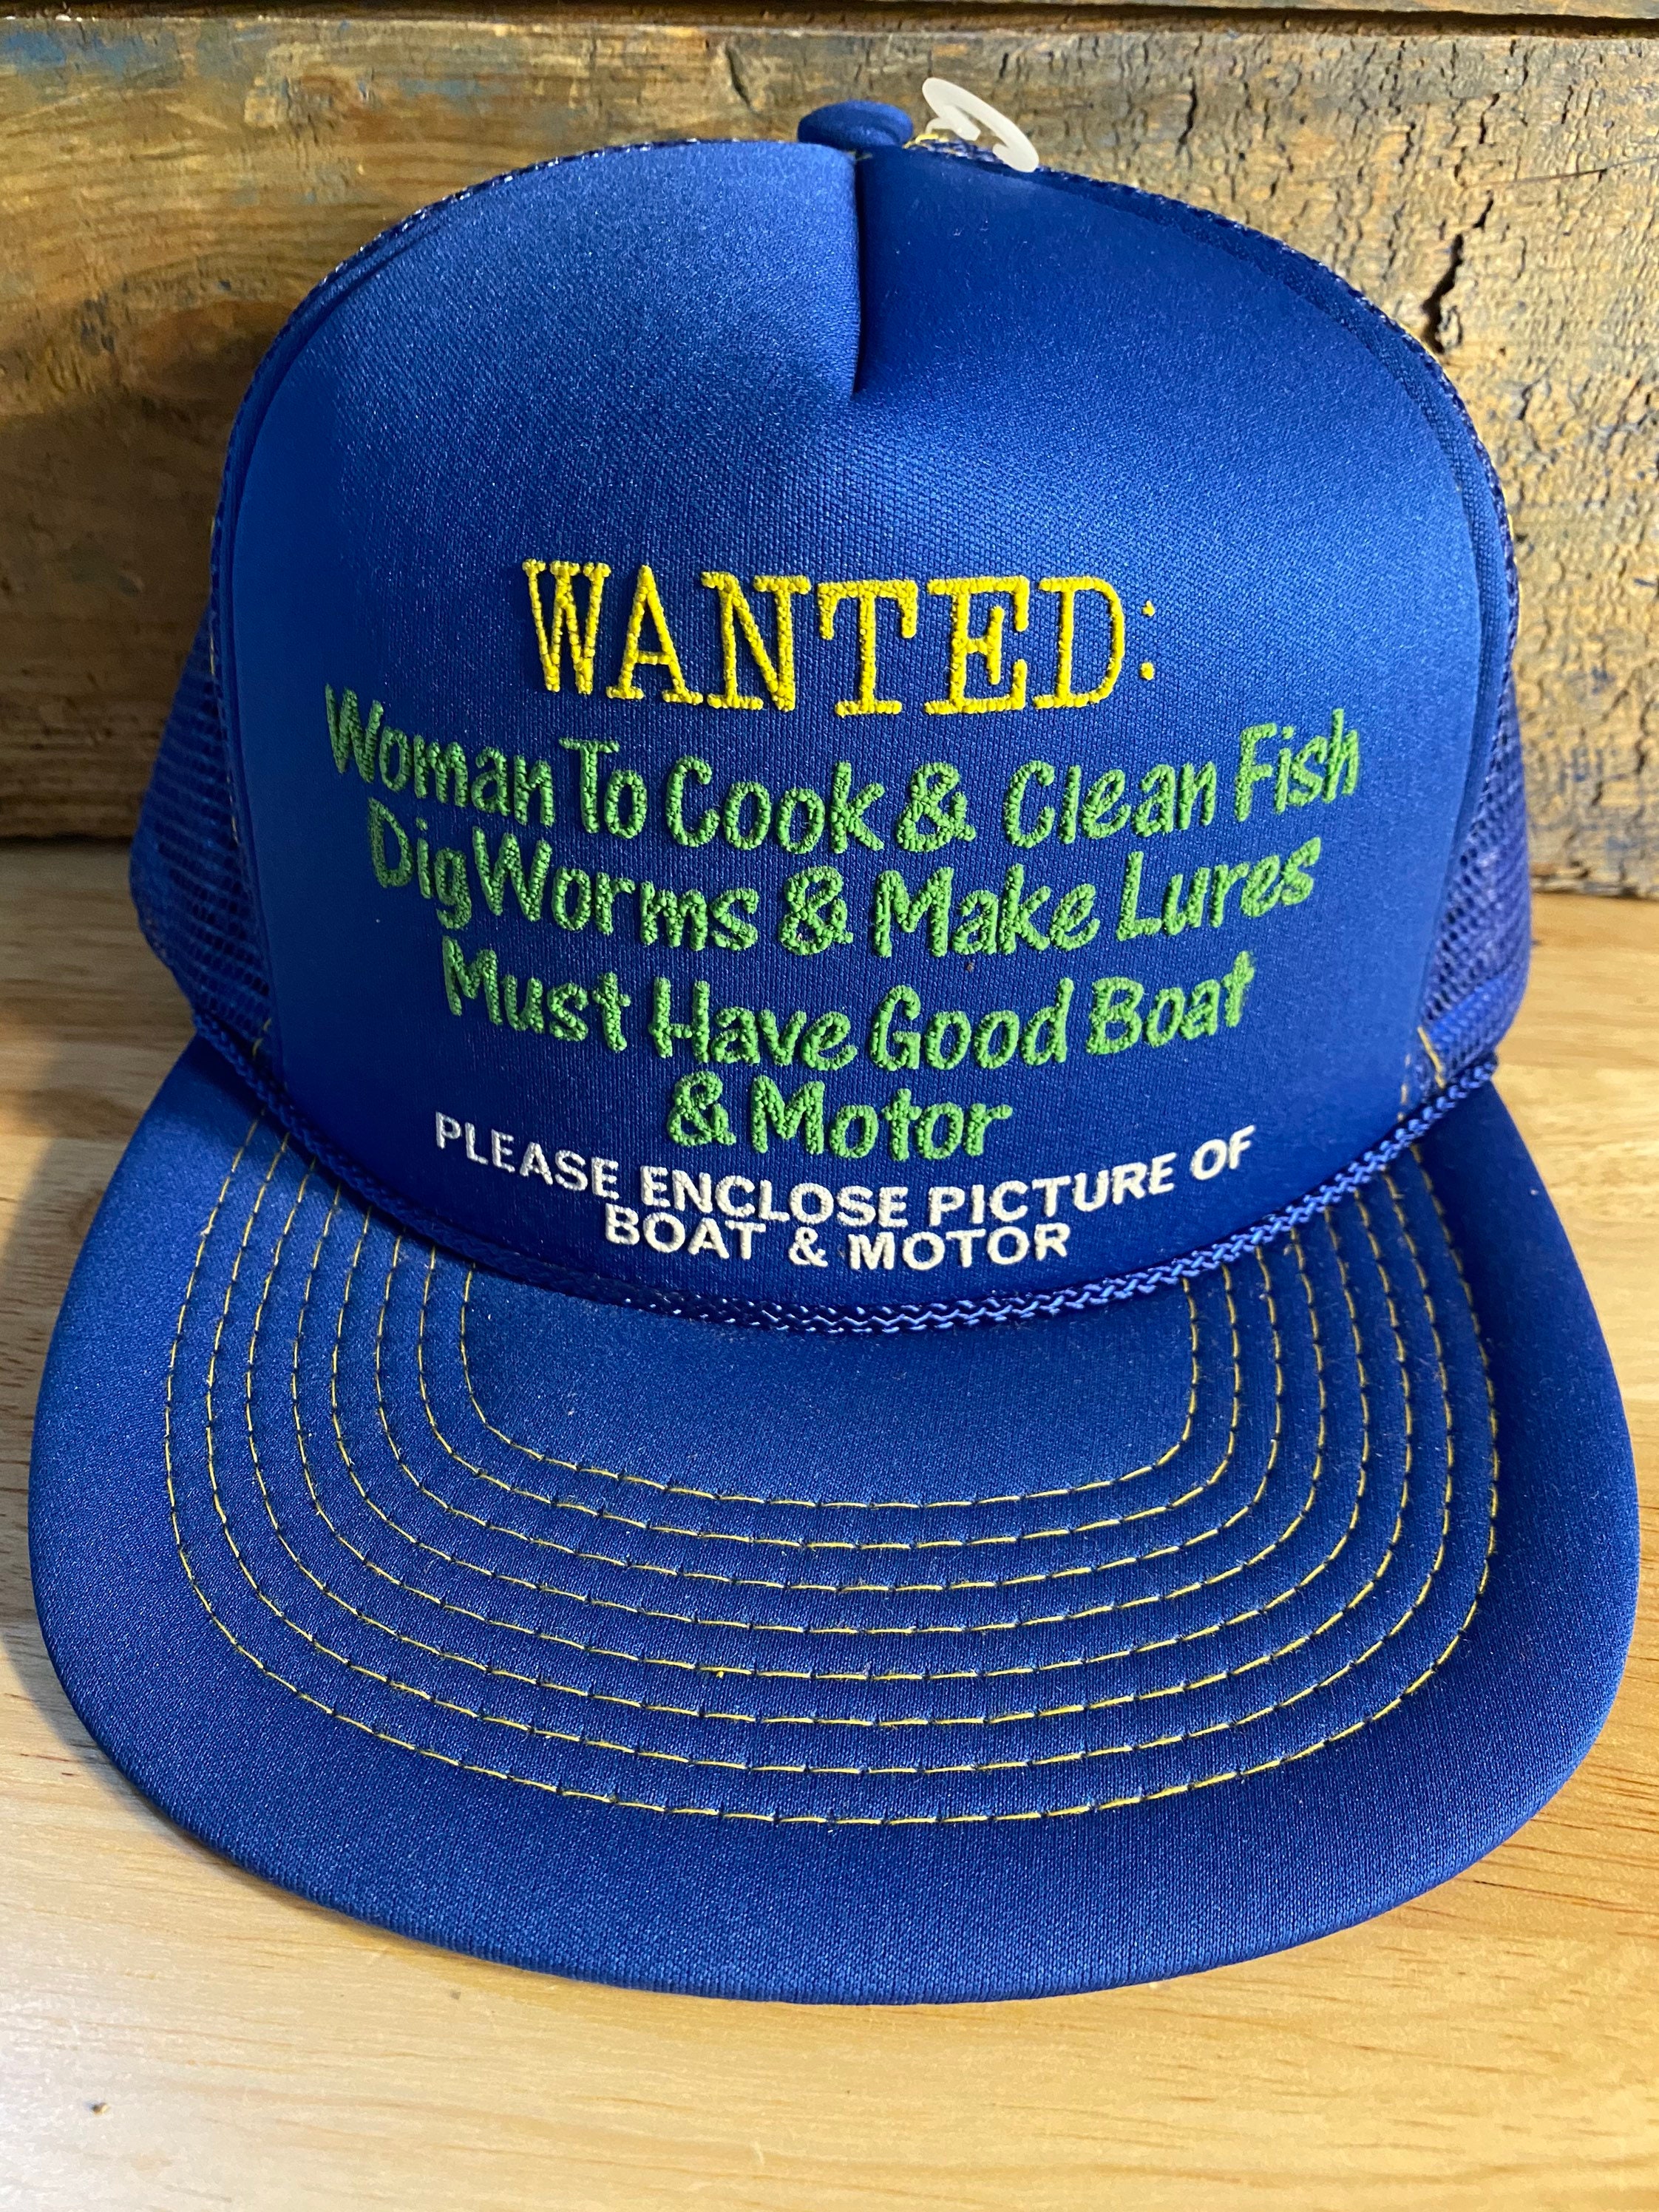 WANTED:
Woman To Cook & Clean Fish
Dig Worms & Make Lures
Must Have Good Boat
& Motor
PLEASE ENCLOSE PICTURE OF
BOAT & MOTOR